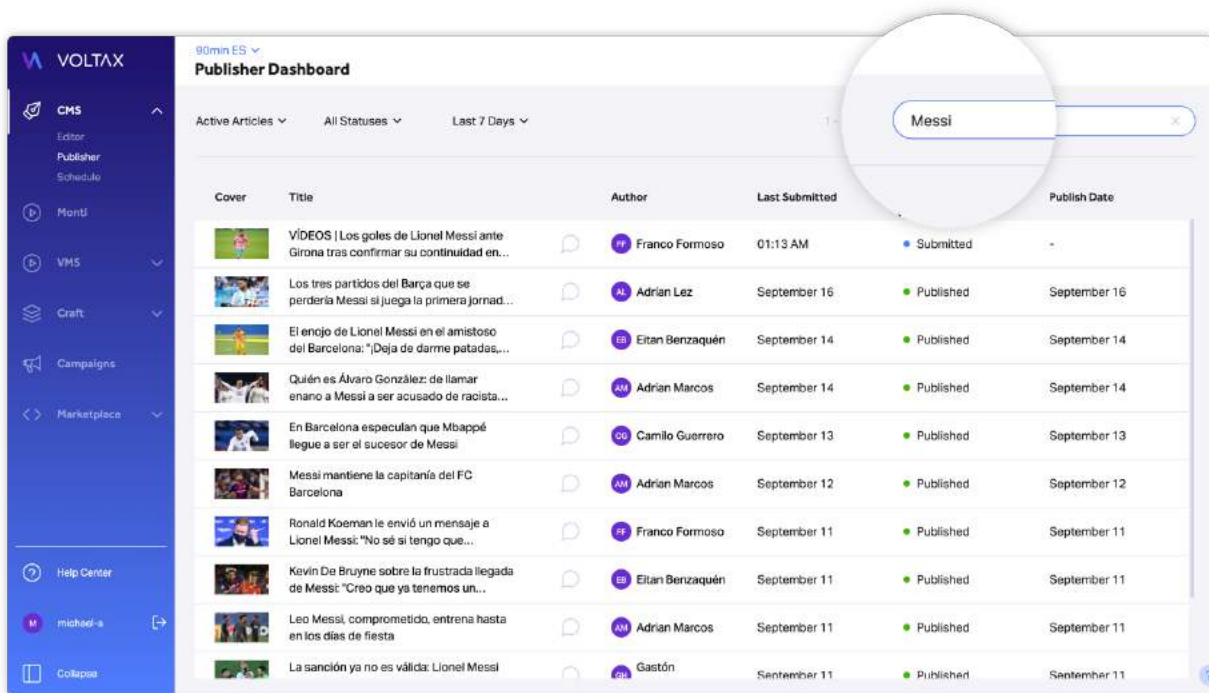 VOLTAX
90min ES
Publisher Dashboard
CMS
Editor
Publisher
Schedule
Monti
VMS
Craft
Campaigns
Marketplace
Help Center
M michael-a
Collapse
Active Articles All Statuses Last 7 Days 1 - Messi
Cover Title Author Last Submitted Publish Date
VÍDEOS | Los goles de Lionel Messi ante
Girona tras confirmar su continuidad en...
FF Franco Formoso 01:13 AM Submitted -
Los tres partidos del Barça que se
perdería Messi si juega la primera jornad...
AL Adrian Lez September 16 Published September 16
El enojo de Lionel Messi en el amistoso
del Barcelona: "¡Deja de darme patadas,...
EB Eitan Benzaquén September 14 Published September 14
Quién es Álvaro González: de llamar
enano a Messi a ser acusado de racista...
AM Adrian Marcos September 14 Published September 14
En Barcelona especulan que Mbappé
llegue a ser el sucesor de Messi
CG Camilo Guerrero September 13 Published September 13
Messi mantiene la capitanía del FC
Barcelona
AM Adrian Marcos September 12 Published September 12
Ronald Koeman le envió un mensaje a
Lionel Messi: "No sé si tengo que...
FF Franco Formoso September 11 Published September 11
Kevin De Bruyne sobre la frustrada llegada
de Messi: "Creo que ya tenemos un...
EB Eitan Benzaquén September 11 Published September 11
Leo Messi, comprometido, entrena hasta
en los días de fiesta
AM Adrian Marcos September 11 Published September 11
La sanción ya no es válida: Lionel Messi
GH Gastón September 11 Published September 11